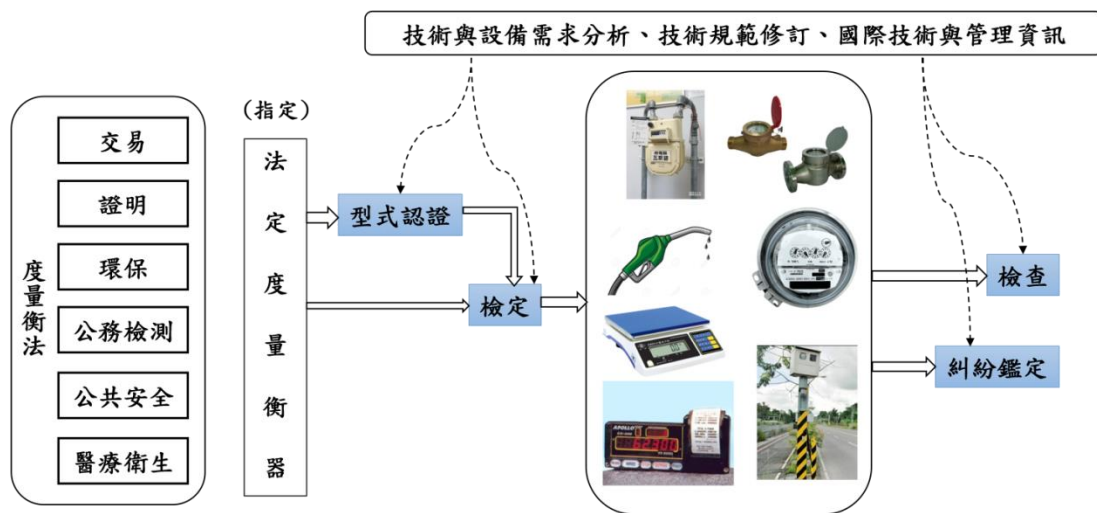 技術與設備需求分析、技術規範修訂、國際技術與管理資訊
度量衡法
交易
證明
環保
公務檢測
公共安全
醫療衛生
(指定)
法定度量衡器
型式認證
檢定
檢查
糾紛鑑定
APOLLO